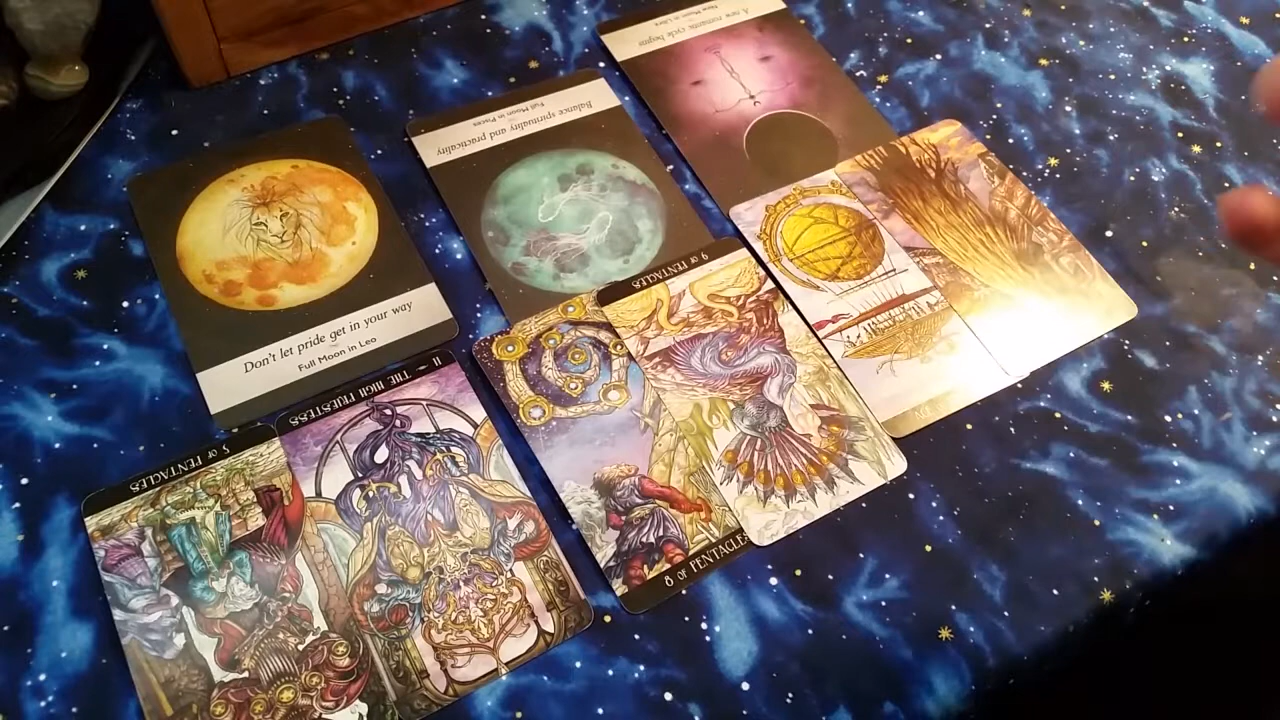 A new romantic cycle begins
New Moon in Libra
Balance spirituality and practicality
Full Moon in Pisces
Don't let pride get in your way
Full Moon in Leo
9 OF PENTACLES
II THE HIGH PRIESTESS
5 OF PENTACLES
8 OF PENTACLES